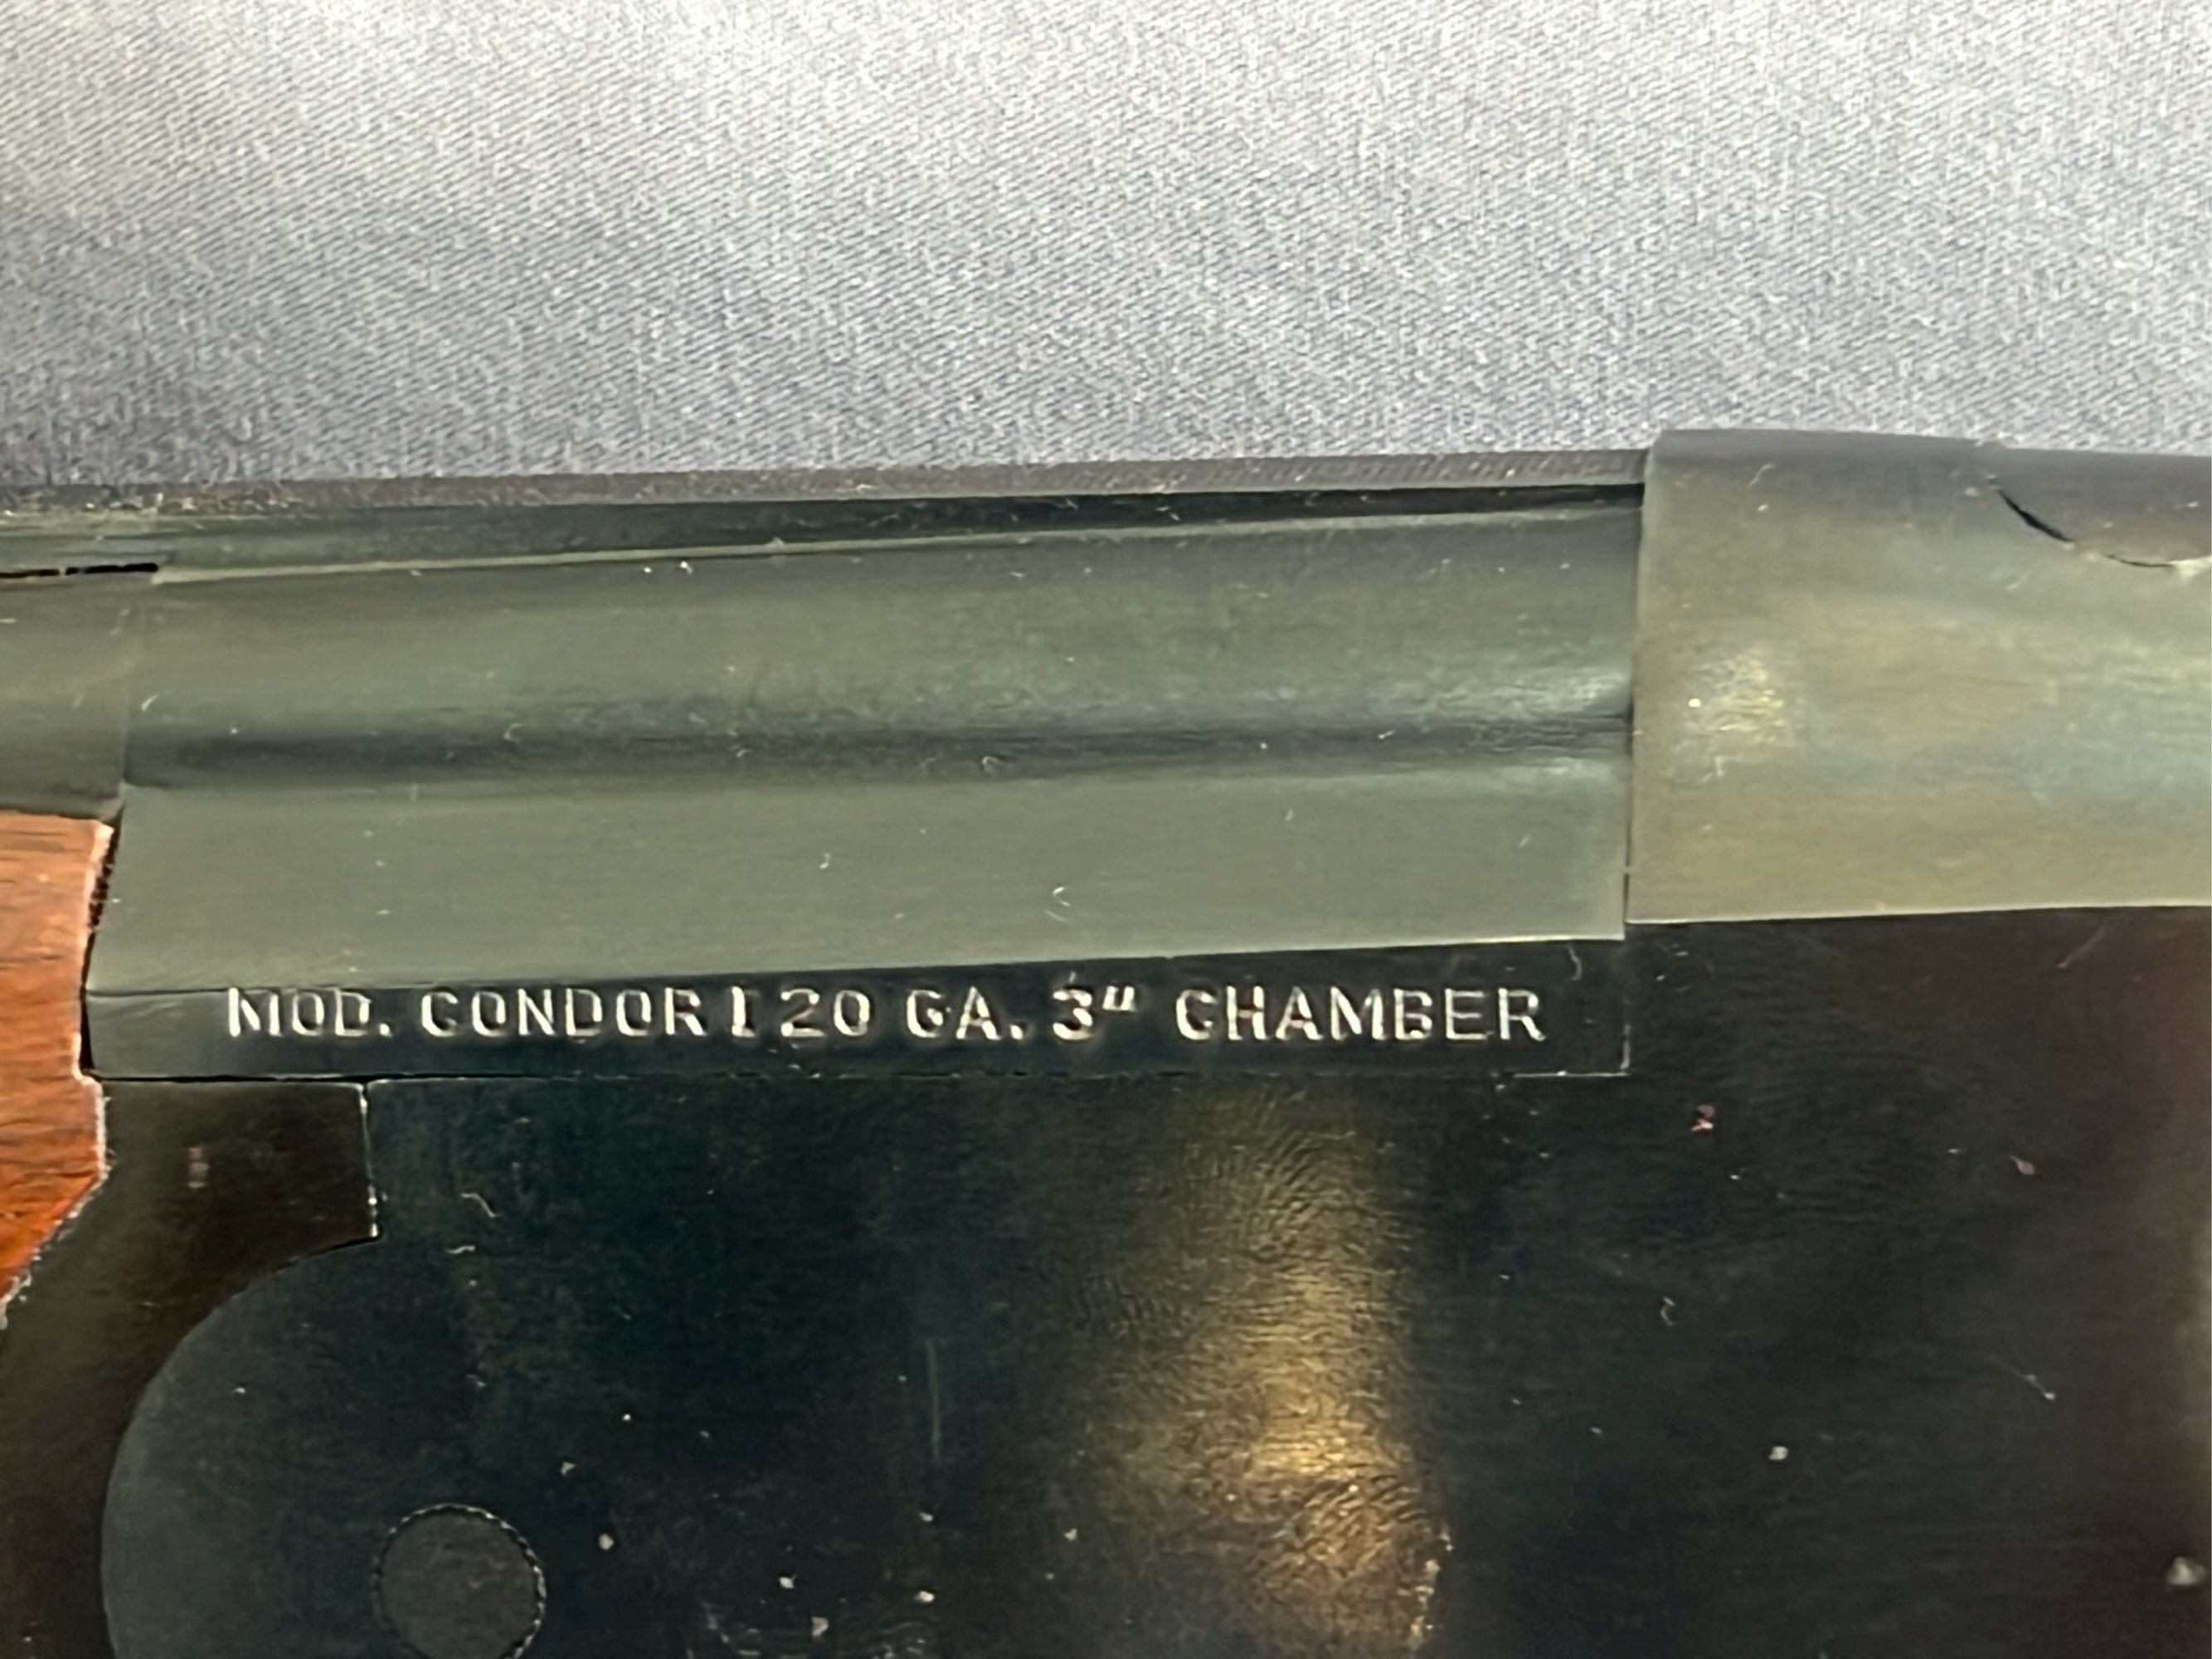 MOD. CONDOR I 20 GA. 3" CHAMBER